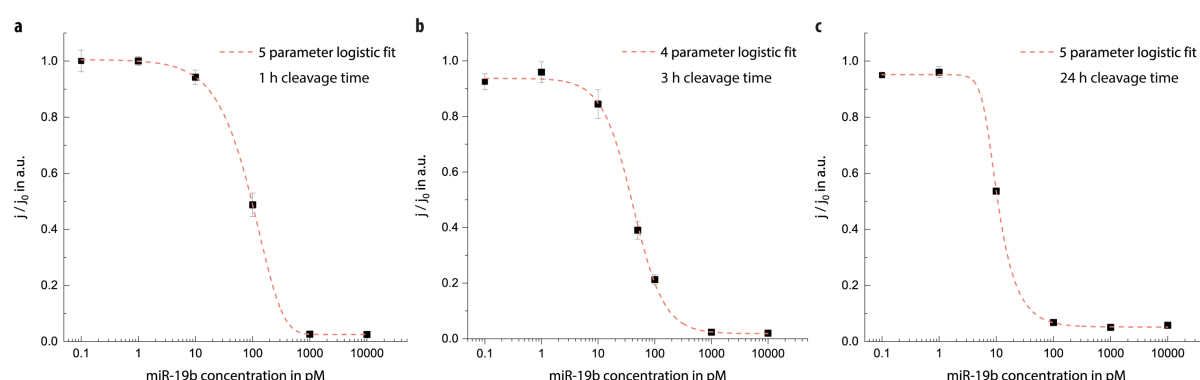 a
5 parameter logistic fit
1 h cleavage time
j / j0 in a.u.
1.0
0.8
0.6
0.4
0.2
0.0
0.1 1 10 100 1000 10000
miR-19b concentration in pM
b
4 parameter logistic fit
3 h cleavage time
j / j0 in a.u.
1.0
0.8
0.6
0.4
0.2
0.0
0.1 1 10 100 1000 10000
miR-19b concentration in pM
c
5 parameter logistic fit
24 h cleavage time
j / j0 in a.u.
1.0
0.8
0.6
0.4
0.2
0.0
0.1 1 10 100 1000 10000
miR-19b concentration in pM